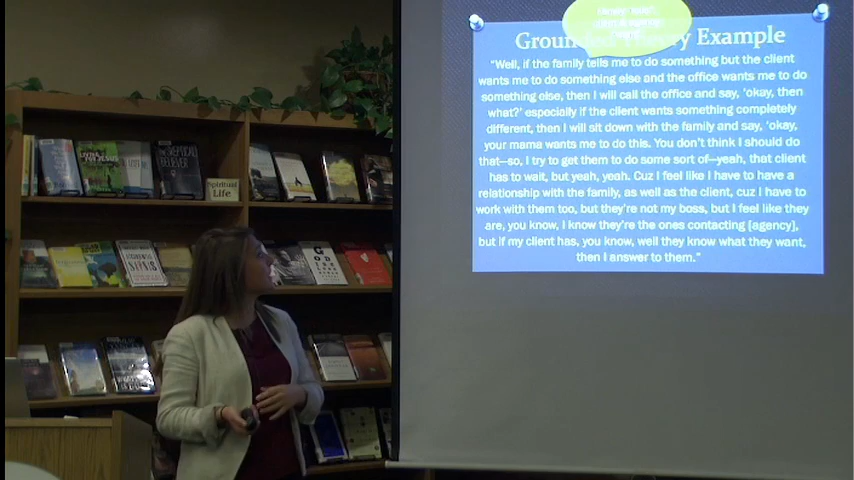 Grounded Theory Example
"Well, if the family tells me to do something but the client
wants me to do something else and the office wants me to do
something else, then I will call the office and say, 'okay, then
what?' especially if the client wants something completely
different, then I will sit down with the family and say, 'okay,
your mama wants me to do this. You don't think I should do
that—so, I try to get them to do some sort of—yeah, that client
has to wait, but yeah, yeah. Cuz I feel like I have to have a
relationship with the family, as well as the client, cuz I have to
work with them too, but they're not my boss, but I feel like they
are, you know, I know they're the ones contacting [agency],
but if my client has, you know, well they know what they want,
then I answer to them."
Spiritual
Life